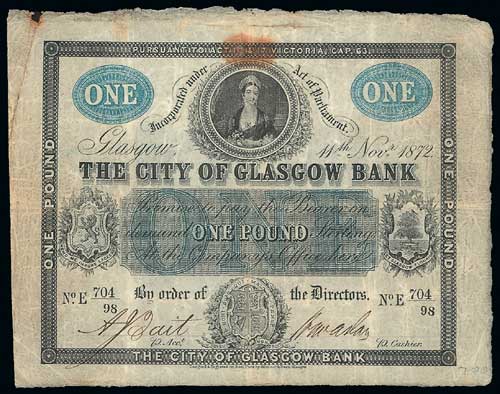 PURSUANT TO ACT VICTORIA, CAP. 63.
ONE
ONE
Incorporated under Act of Parliament.
Glasgow, 11th Novr. 1872.
THE CITY OF GLASGOW BANK
ONE
Promise to pay the Bearer on
demand ONE POUND Sterling
At the Company's Office here
No. E 704/98 By order of the Directors. No. E 704/98
p. Acct.
p. Cashier.
ONE POUND
ONE POUND
THE CITY OF GLASGOW BANK